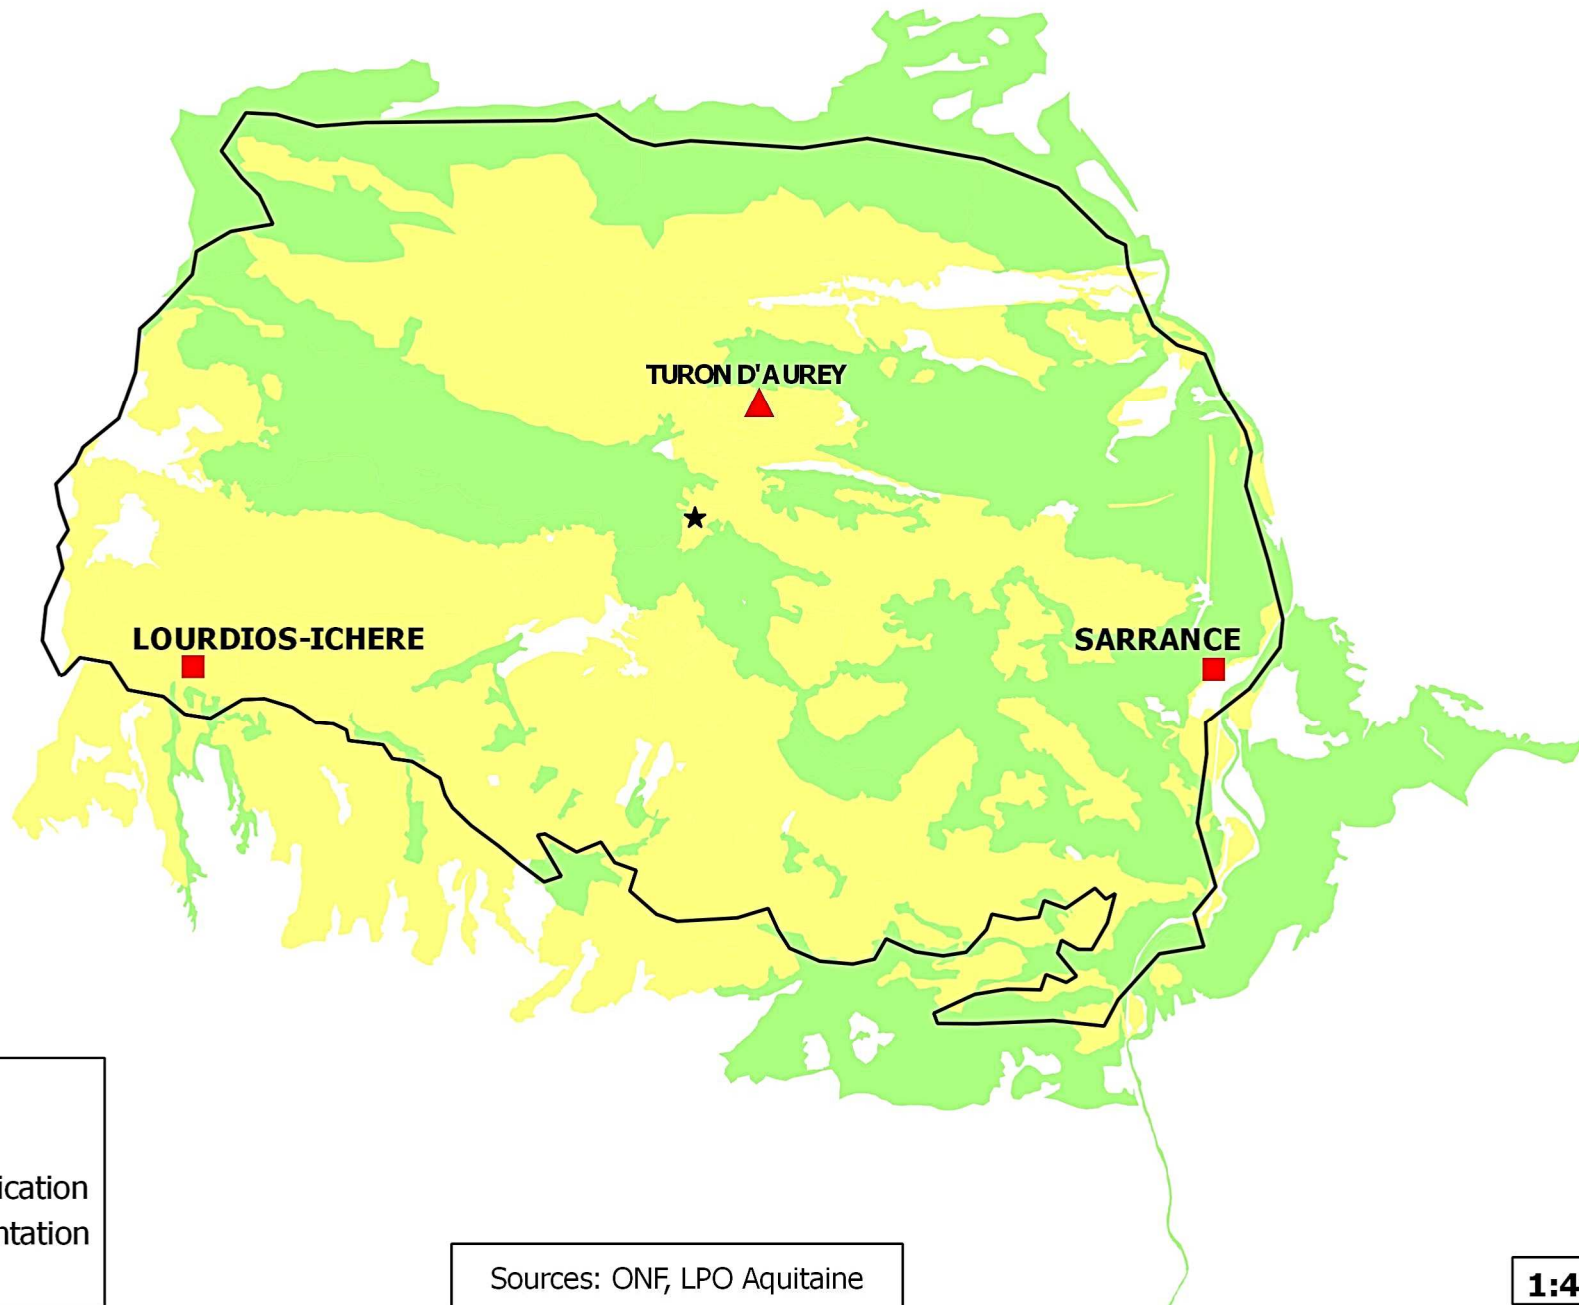 TURON D'AUREY
LOURDIOS-ICHERE
SARRANCE
ication
ntation
Sources: ONF, LPO Aquitaine
1:4